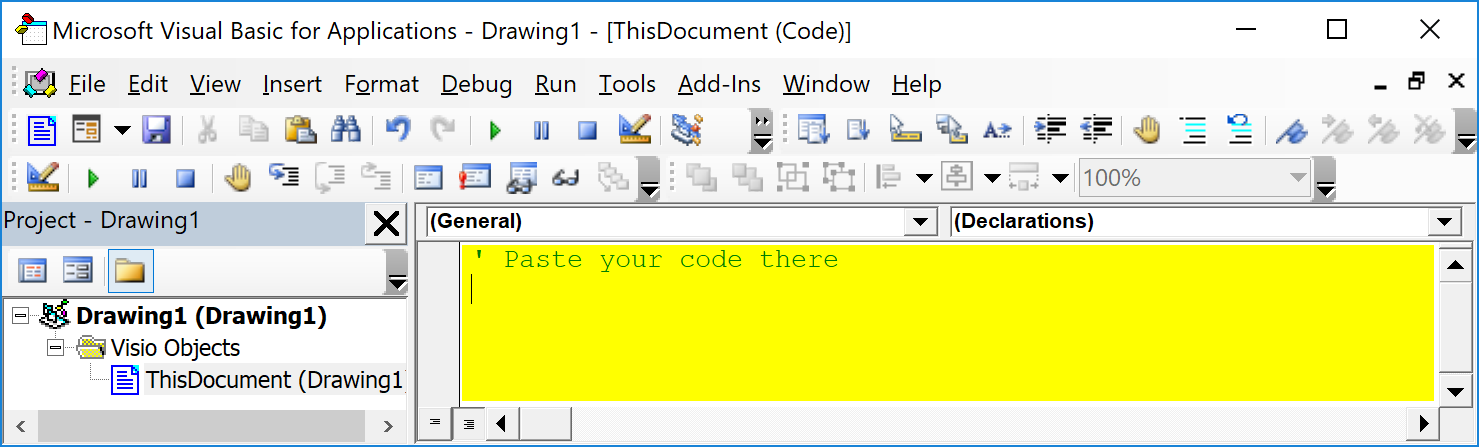 Microsoft Visual Basic for Applications - Drawing1 - [ThisDocument (Code)]
File Edit View Insert Format Debug Run Tools Add-Ins Window Help
100%
Project - Drawing1
(General) (Declarations)
' Paste your code there
Drawing1 (Drawing1)
Visio Objects
ThisDocument (Drawing1